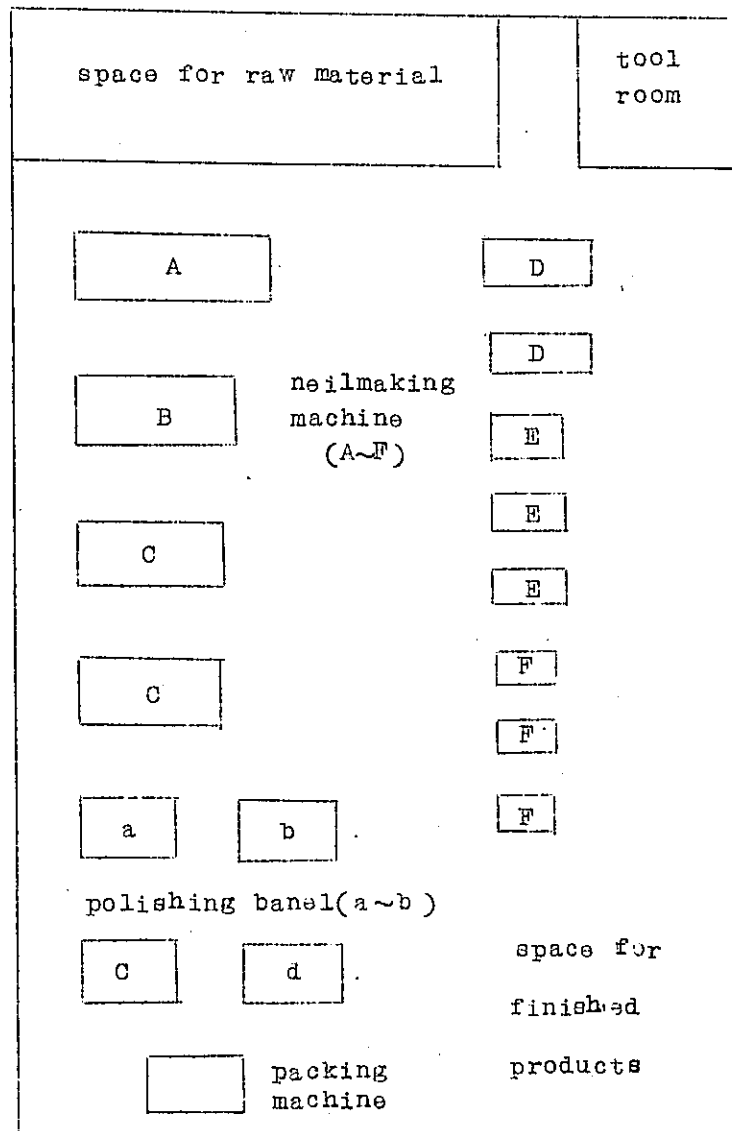 space for raw material
tool
room
A
D
D
B
neilmaking
machine
(A~F)
E
C
E
E
C
F
F
a
b
F
polishing banel(a~b)
C
d
space for
finished
products
packing
machine